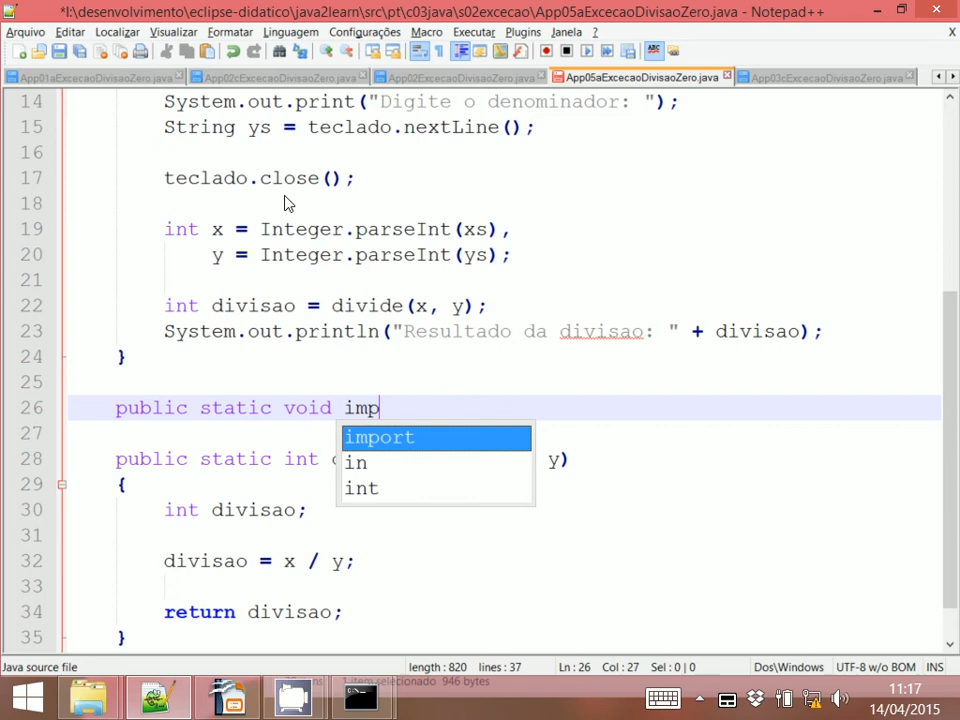 *I:\desenvolvimento\eclipse-didatico\java2learn\src\pt\c03java\s02excecao\App05aExcecaoDivisaoZero.java - Notepad++
Arquivo Editar Localizar Visualizar Formatar Linguagem Configurações Macro Executar Plugins Janela ? X
App01aExcecaoDivisaoZero.java App02cExcecaoDivisaoZero.java App02ExcecaoDivisaoZero.java App05aExcecaoDivisaoZero.java App03cExcecaoDivisaoZero.java
14 System.out.print("Digite o denominador: ");
15 String ys = teclado.nextLine();
16
17 teclado.close();
18
19 int x = Integer.parseInt(xs),
20 y = Integer.parseInt(ys);
21
22 int divisao = divide(x, y);
23 System.out.println("Resultado da divisao: " + divisao);
24 }
25
26 public static void imp
import
27
in
28 public static int y)
int
29 {
30 int divisao;
31
32 divisao = x / y;
33
34 return divisao;
35 }
Java source file length : 820 lines : 37 Ln : 26 Col : 27 Sel : 0 | 0 Dos\Windows UTF-8 w/o BOM INS
1 item selecionado 946 bytes
11:17
14/04/2015